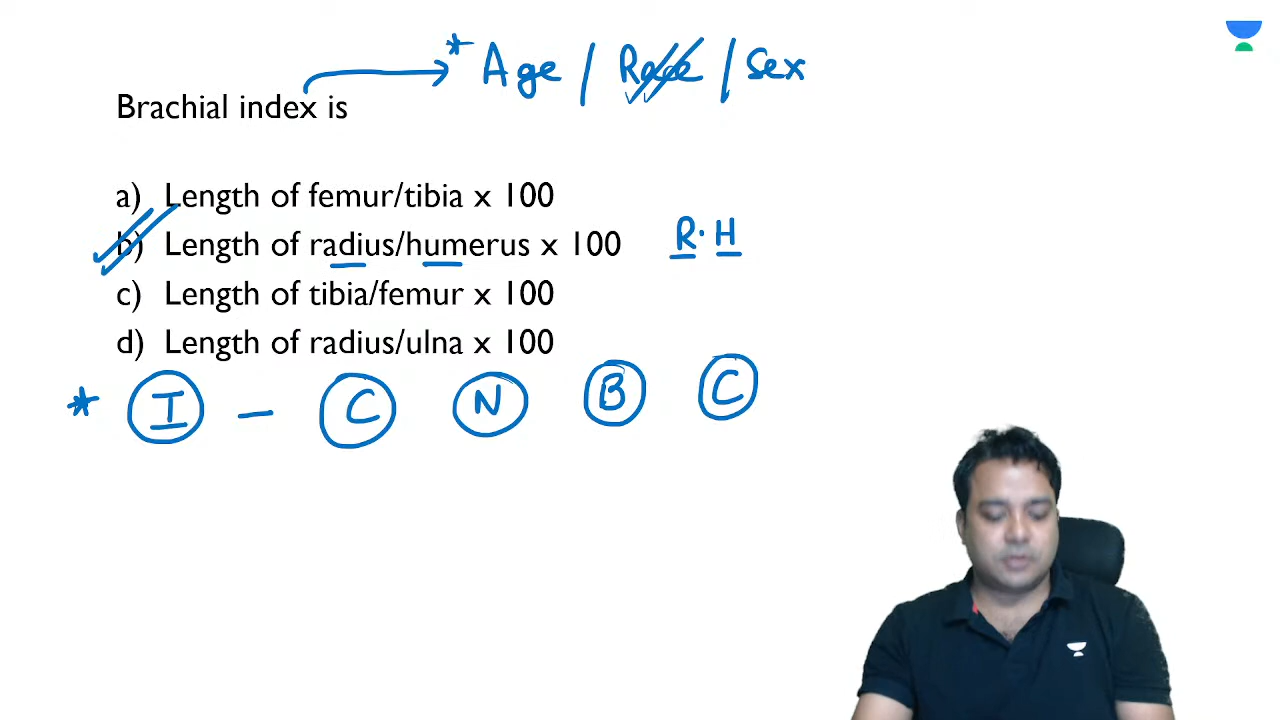 * Age / Race / Sex
Brachial index is
a) Length of femur/tibia x 100
b) Length of radius/humerus x 100 R. H
c) Length of tibia/femur x 100
d) Length of radius/ulna x 100
* I - C N B C